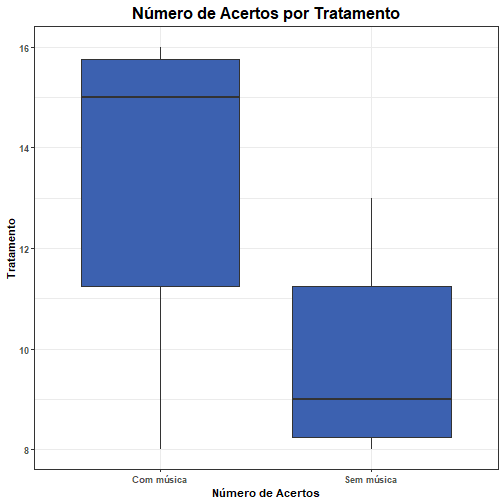 Número de Acertos por Tratamento
Tratamento
16
14
12
10
8
Com música
Sem música
Número de Acertos